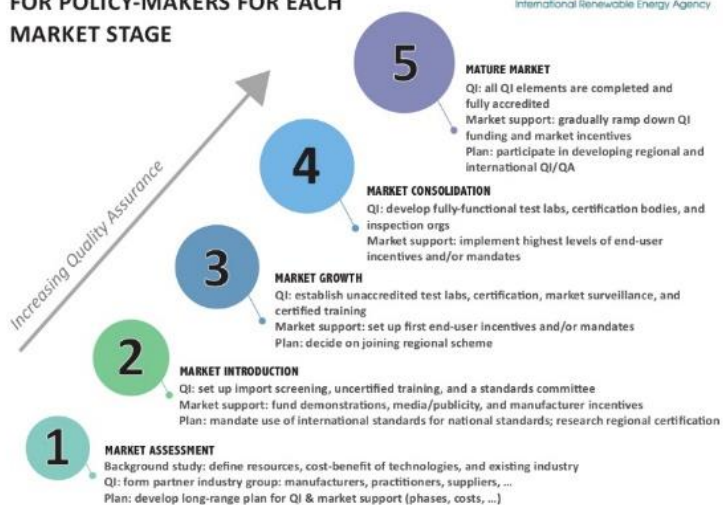 FOR POLICY-MAKERS FOR EACH
MARKET STAGE
International Renewable Energy Agency
Increasing Quality Assurance
5
MATURE MARKET
QI: all QI elements are completed and
fully accredited
Market support: gradually ramp down QI
funding and market incentives
Plan: participate in developing regional and
international QI/QA
4
MARKET CONSOLIDATION
QI: develop fully-functional test labs, certification bodies, and
inspection orgs
Market support: implement highest levels of end-user
incentives and/or mandates
3
MARKET GROWTH
QI: establish unaccredited test labs, certification, market surveillance, and
certified training
Market support: set up first end-user incentives and/or mandates
Plan: decide on joining regional scheme
2
MARKET INTRODUCTION
QI: set up import screening, uncertified training, and a standards committee
Market support: fund demonstrations, media/publicity, and manufacturer incentives
Plan: mandate use of international standards for national standards; research regional certification
1
MARKET ASSESSMENT
Background study: define resources, cost-benefit of technologies, and existing industry
QI: form partner industry group: manufacturers, practitioners, suppliers, ...
Plan: develop long-range plan for QI & market support (phases, costs, ...)